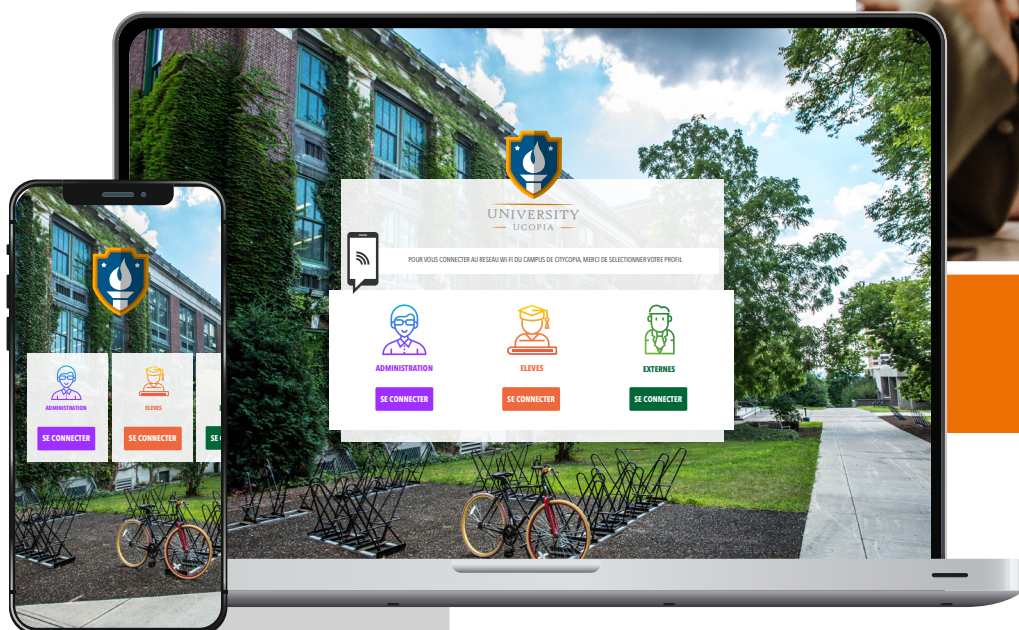 UNIVERSITY
UCOPIA
POUR VOUS CONNECTER AU RESEAU WI-FI DU CAMPUS DE CITYCOPIA, MERCI DE SELECTIONNER VOTRE PROFIL
ADMINISTRATION
ELEVES
EXTERNES
SE CONNECTER
SE CONNECTER
SE CONNECTER
ADMINISTRATION
ELEVES
SE CONNECTER
SE CONNECTER
SE